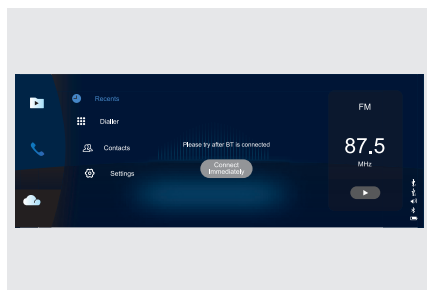 Recents
Dialler
Contacts
Settings
Please try after BT is connected
Connect
Immediately
FM
87.5
MHz